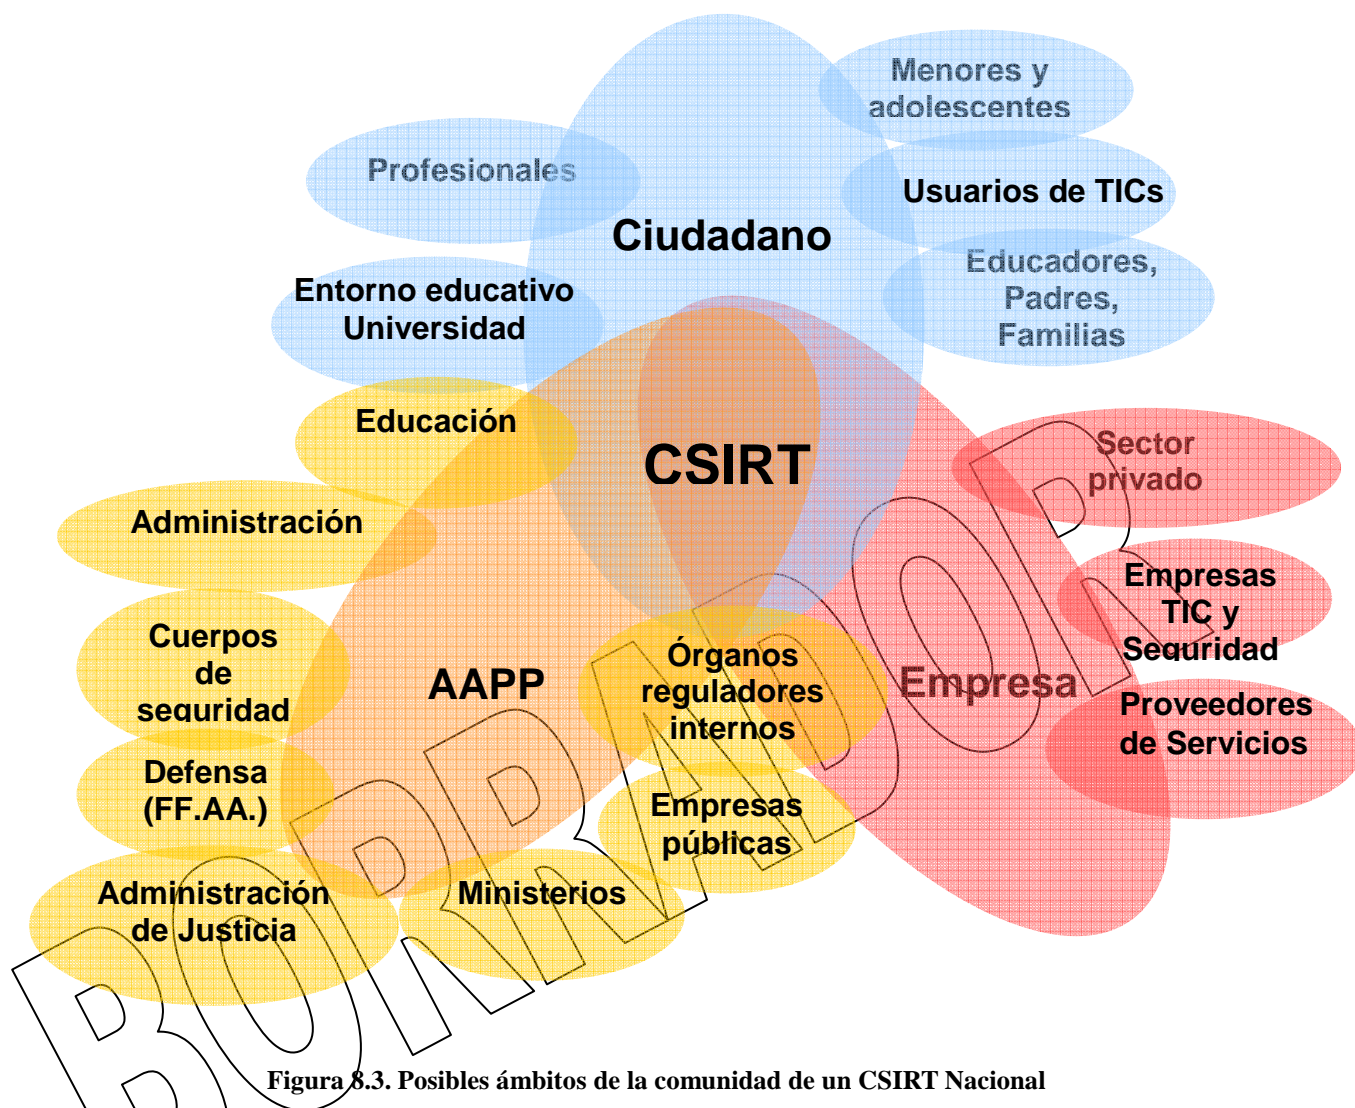 Menores y
adolescentes
Profesionales
Usuarios de TICs
Ciudadano
Educadores,
Padres,
Familias
Entorno educativo
Universidad
Educación
CSIRT
Sector
privado
Administración
Empresas
TIC y
Seguridad
Cuerpos
de
seguridad
AAPP
Órganos
reguladores
internos
Empresa
Proveedores
de Servicios
Defensa
(FF.AA.)
Empresas
públicas
Administración
de Justicia
Ministerios
BORRADOR
Figura 8.3. Posibles ámbitos de la comunidad de un CSIRT Nacional